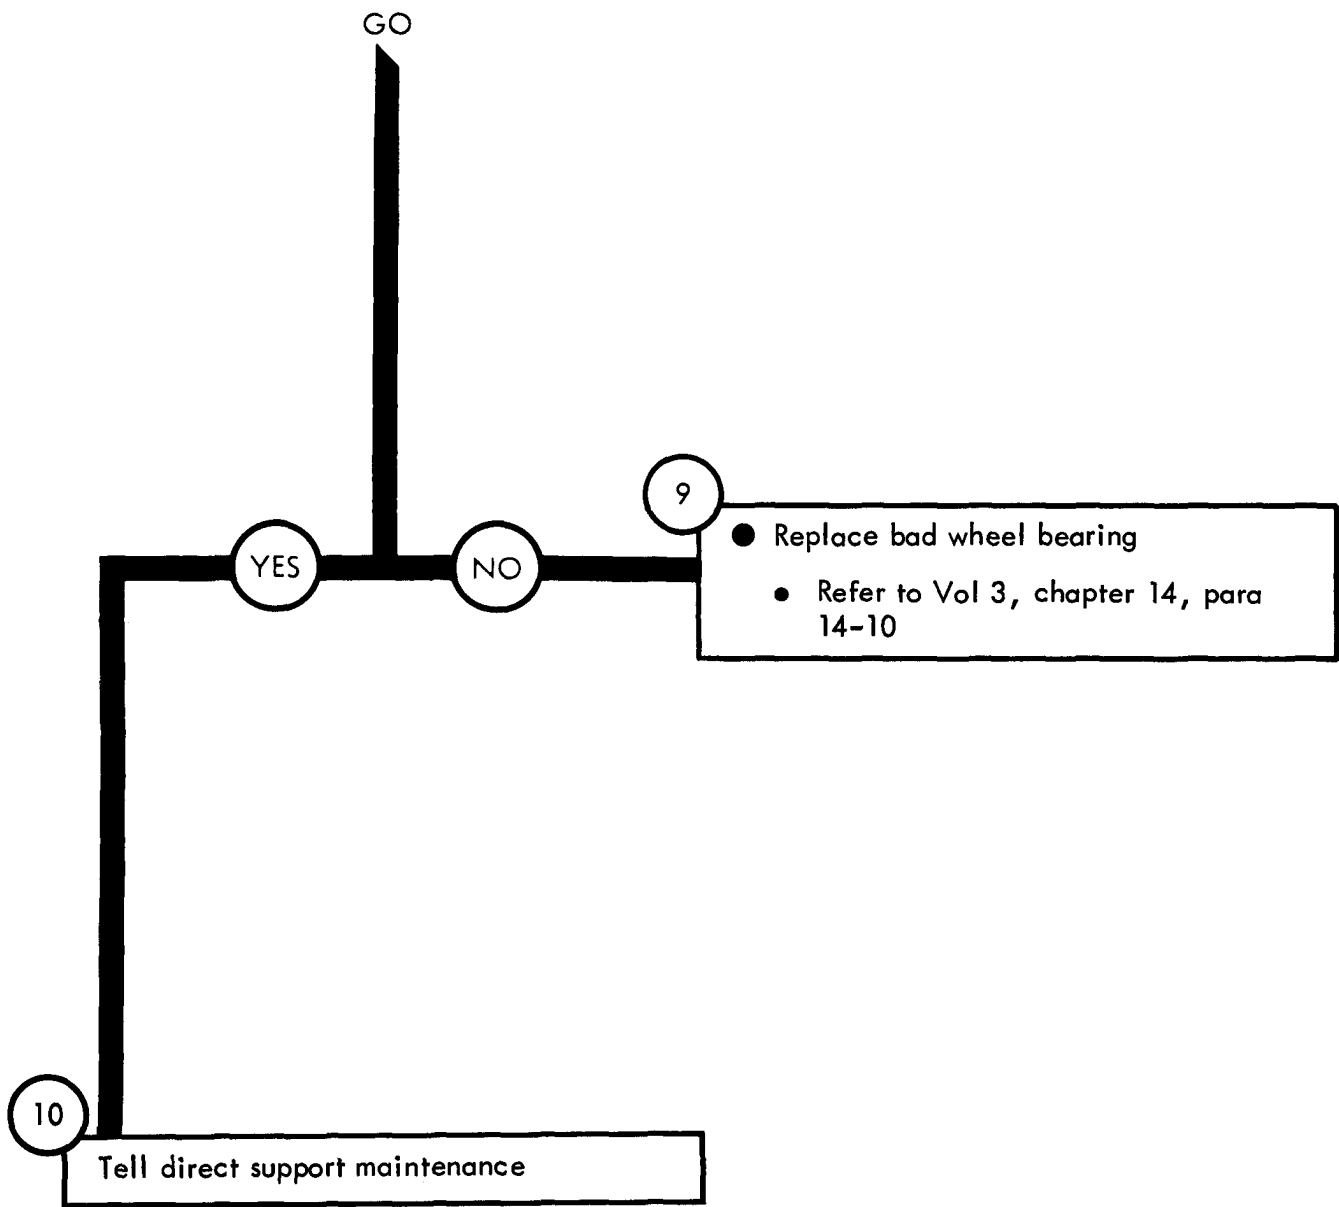 GO
YES
NO
9
● Replace bad wheel bearing
● Refer to Vol 3, chapter 14, para
14-10
10
Tell direct support maintenance